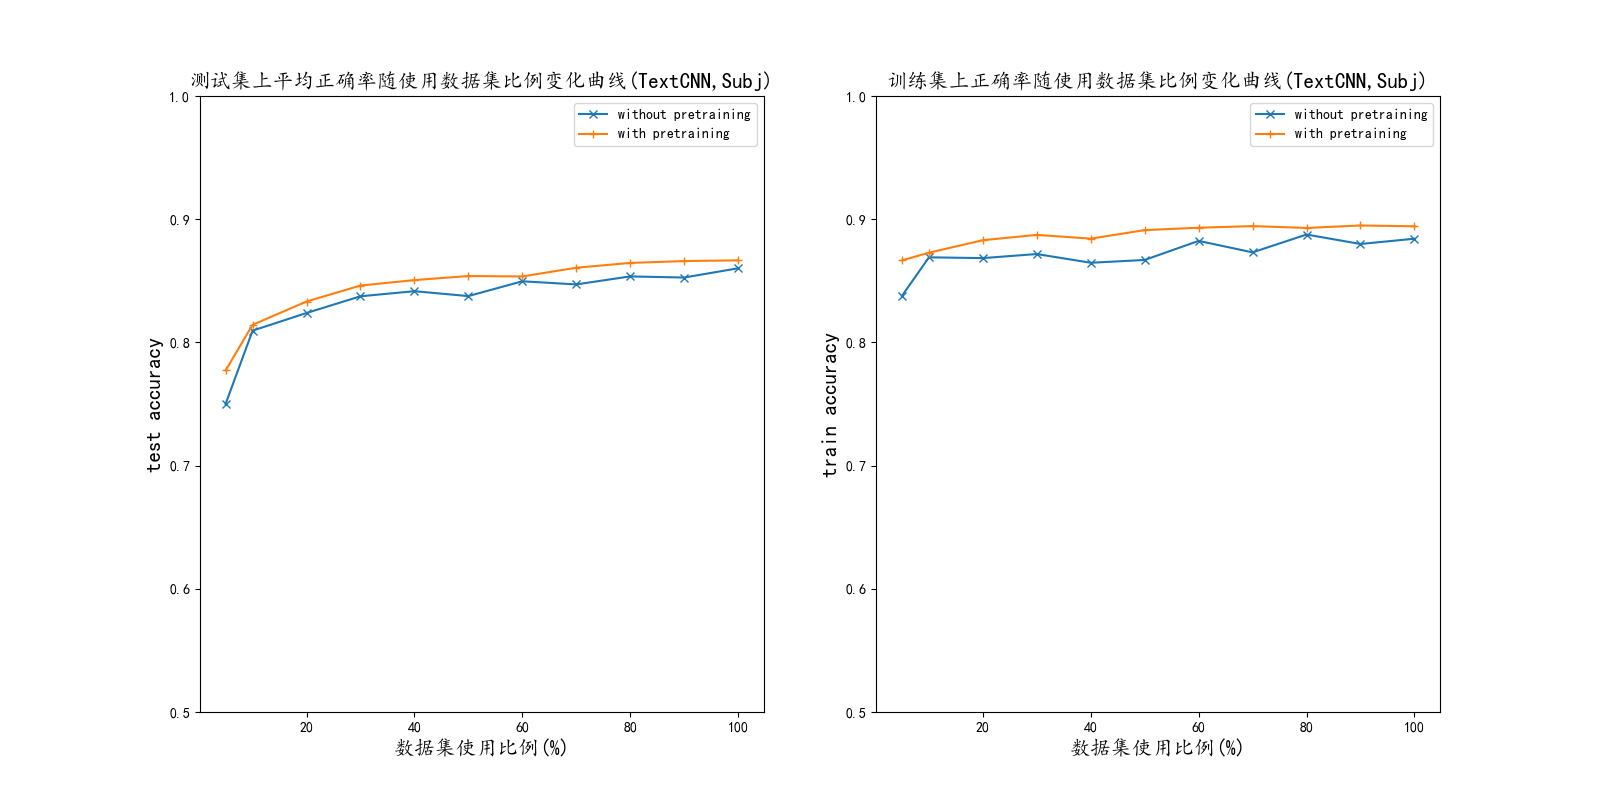 测试集上平均正确率随使用数据集比例变化曲线(TextCNN,Subj)
without pretraining
with pretraining
1.0
0.9
0.8
0.7
0.6
0.5
test accuracy
20
40
60
80
100
数据集使用比例(%)
训练集上正确率随使用数据集比例变化曲线(TextCNN,Subj)
without pretraining
with pretraining
1.0
0.9
0.8
0.7
0.6
0.5
train accuracy
20
40
60
80
100
数据集使用比例(%)